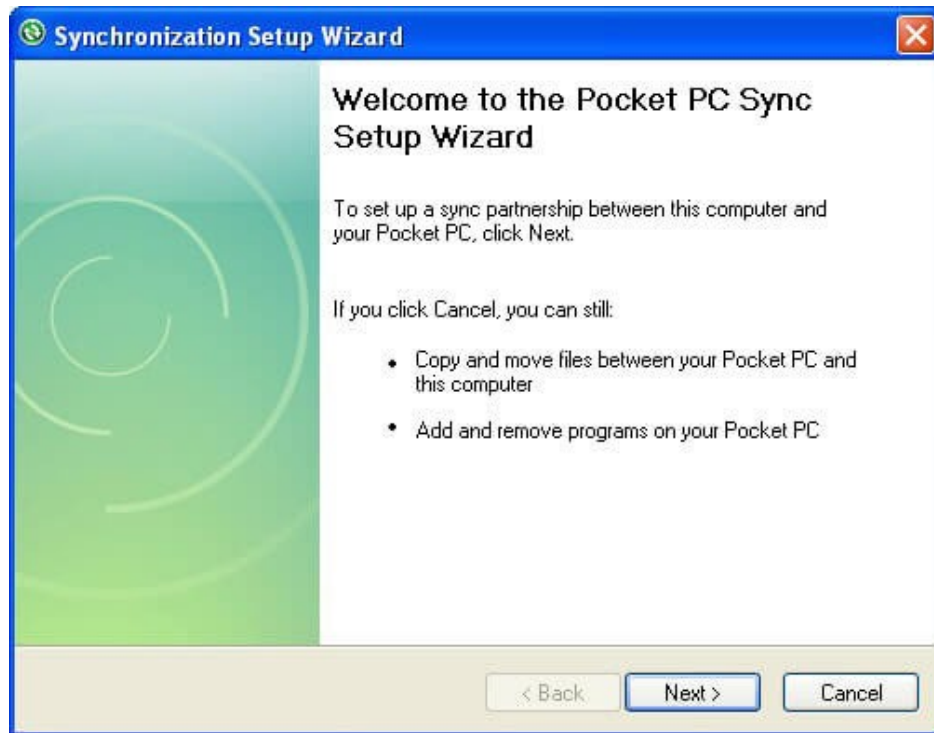 Synchronization Setup Wizard
Welcome to the Pocket PC Sync
Setup Wizard
To set up a sync partnership between this computer and
your Pocket PC, click Next.
If you click Cancel, you can still:
• Copy and move files between your Pocket PC and
this computer
• Add and remove programs on your Pocket PC
< Back Next > Cancel